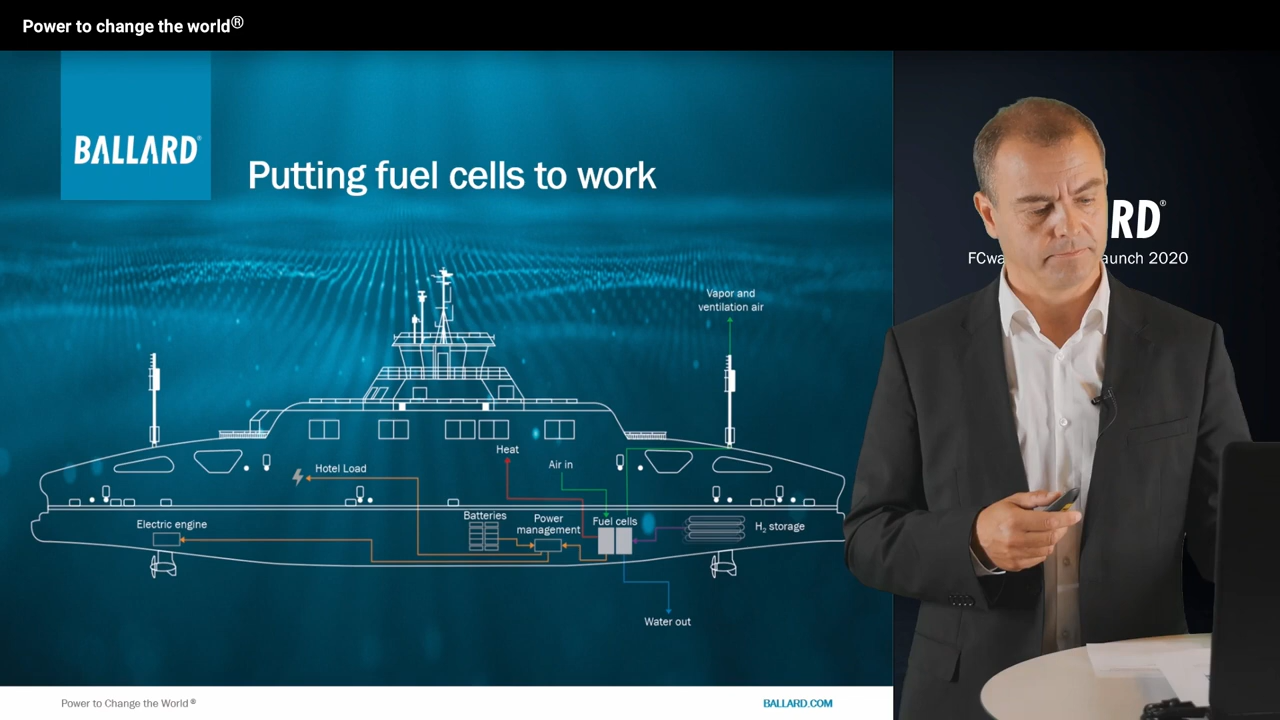 Power to change the world®
BALLARD®
Putting fuel cells to work
RD®
FCwa
aunch 2020
Vapor and
ventilation air
Heat
Air in
Hotel Load
Electric engine
Batteries
Power
management
Fuel cells
H₂ storage
Water out
Power to Change the World®
BALLARD.COM